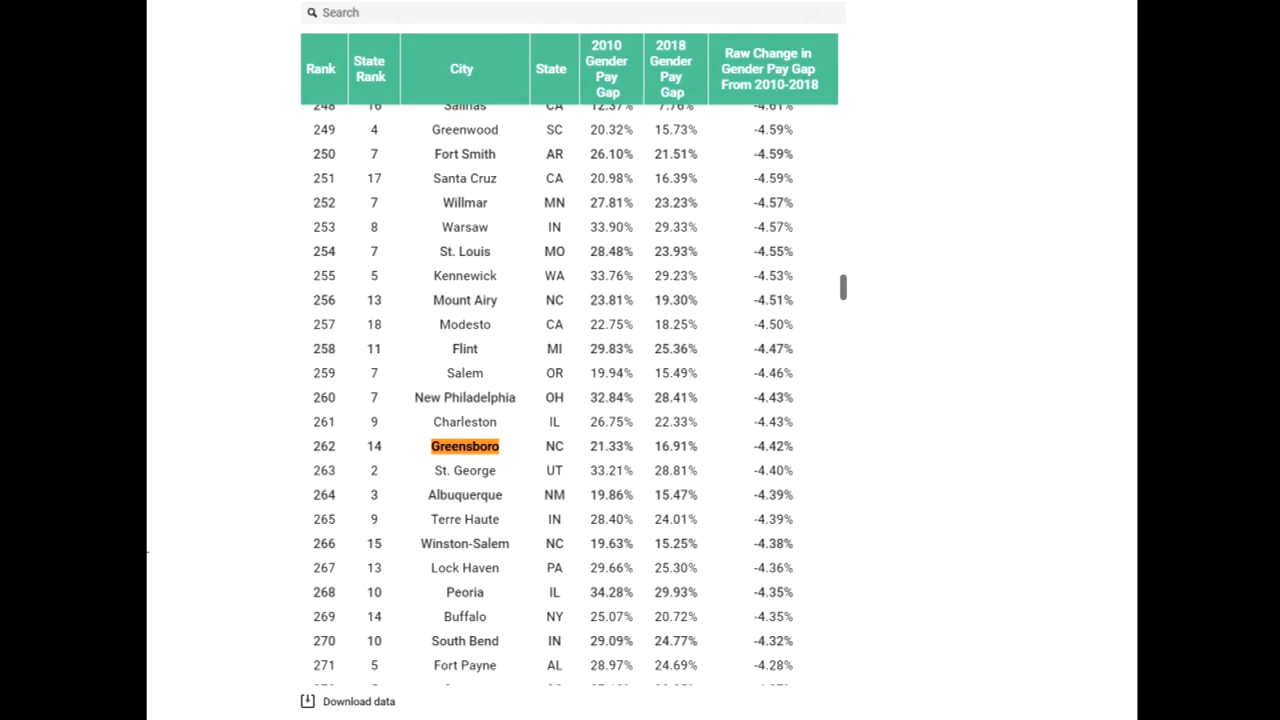 Search
Rank State Rank City State 2010 Gender Pay Gap 2018 Gender Pay Gap Raw Change in Gender Pay Gap From 2010-2018
248 16 Salinas CA 12.37% 7.76% -4.61%
249 4 Greenwood SC 20.32% 15.73% -4.59%
250 7 Fort Smith AR 26.10% 21.51% -4.59%
251 17 Santa Cruz CA 20.98% 16.39% -4.59%
252 7 Willmar MN 27.81% 23.23% -4.57%
253 8 Warsaw IN 33.90% 29.33% -4.57%
254 7 St. Louis MO 28.48% 23.93% -4.55%
255 5 Kennewick WA 33.76% 29.23% -4.53%
256 13 Mount Airy NC 23.81% 19.30% -4.51%
257 18 Modesto CA 22.75% 18.25% -4.50%
258 11 Flint MI 29.83% 25.36% -4.47%
259 7 Salem OR 19.94% 15.49% -4.46%
260 7 New Philadelphia OH 32.84% 28.41% -4.43%
261 9 Charleston IL 26.75% 22.33% -4.43%
262 14 Greensboro NC 21.33% 16.91% -4.42%
263 2 St. George UT 33.21% 28.81% -4.40%
264 3 Albuquerque NM 19.86% 15.47% -4.39%
265 9 Terre Haute IN 28.40% 24.01% -4.39%
266 15 Winston-Salem NC 19.63% 15.25% -4.38%
267 13 Lock Haven PA 29.66% 25.30% -4.36%
268 10 Peoria IL 34.28% 29.93% -4.35%
269 14 Buffalo NY 25.07% 20.72% -4.35%
270 10 South Bend IN 29.09% 24.77% -4.32%
271 5 Fort Payne AL 28.97% 24.69% -4.28%
Download data